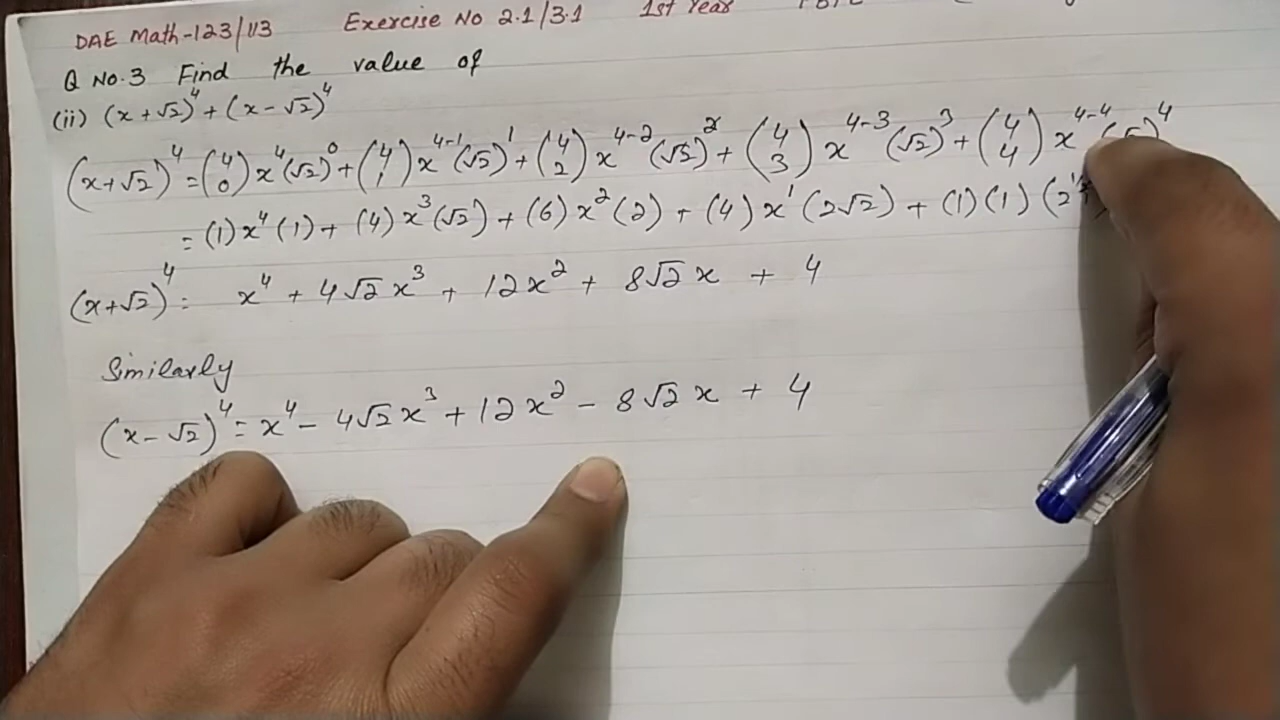 DAE Math-123/113 Exercise No 2.1/3.1 1st Year
Q No.3 Find the value of
(ii) (x+√2)⁴ + (x-√2)⁴
(x+√2)⁴ = (4 0) x⁴(√2)⁰ + (4 1) x⁴⁻¹(√2)¹ + (4 2) x⁴⁻²(√2)² + (4 3) x⁴⁻³(√2)³ + (4 4) x⁴⁻⁴(√2)⁴
= (1)x⁴(1) + (4)x³(√2) + (6)x²(2) + (4)x¹(2√2) + (1)(1)(2
(x+√2)⁴ = x⁴ + 4√2x³ + 12x² + 8√2x + 4
Similarly
(x-√2)⁴ = x⁴ - 4√2x³ + 12x² - 8√2x + 4